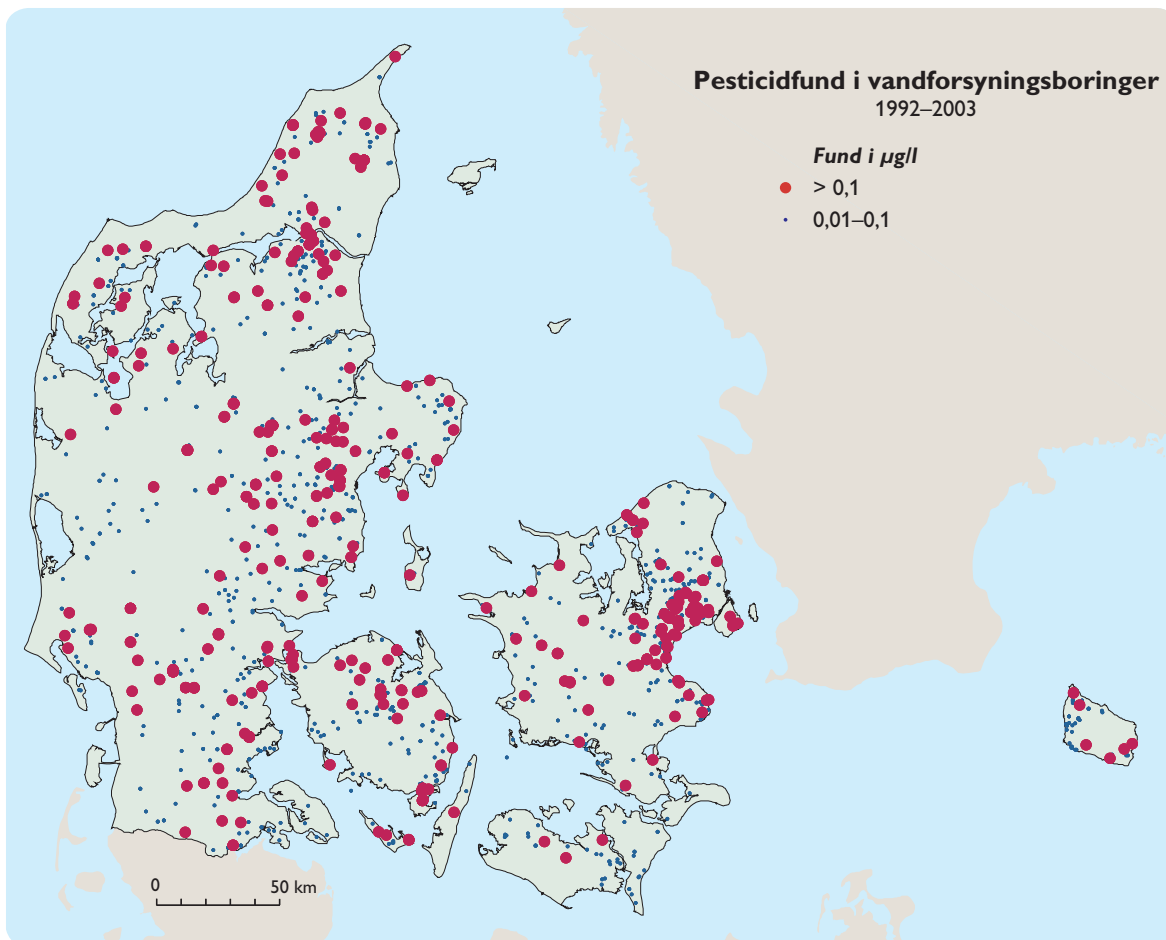 Pesticidfund i vandforsyningsboringer
1992–2003
Fund i µg/l
> 0,1
0,01–0,1
0 50 km